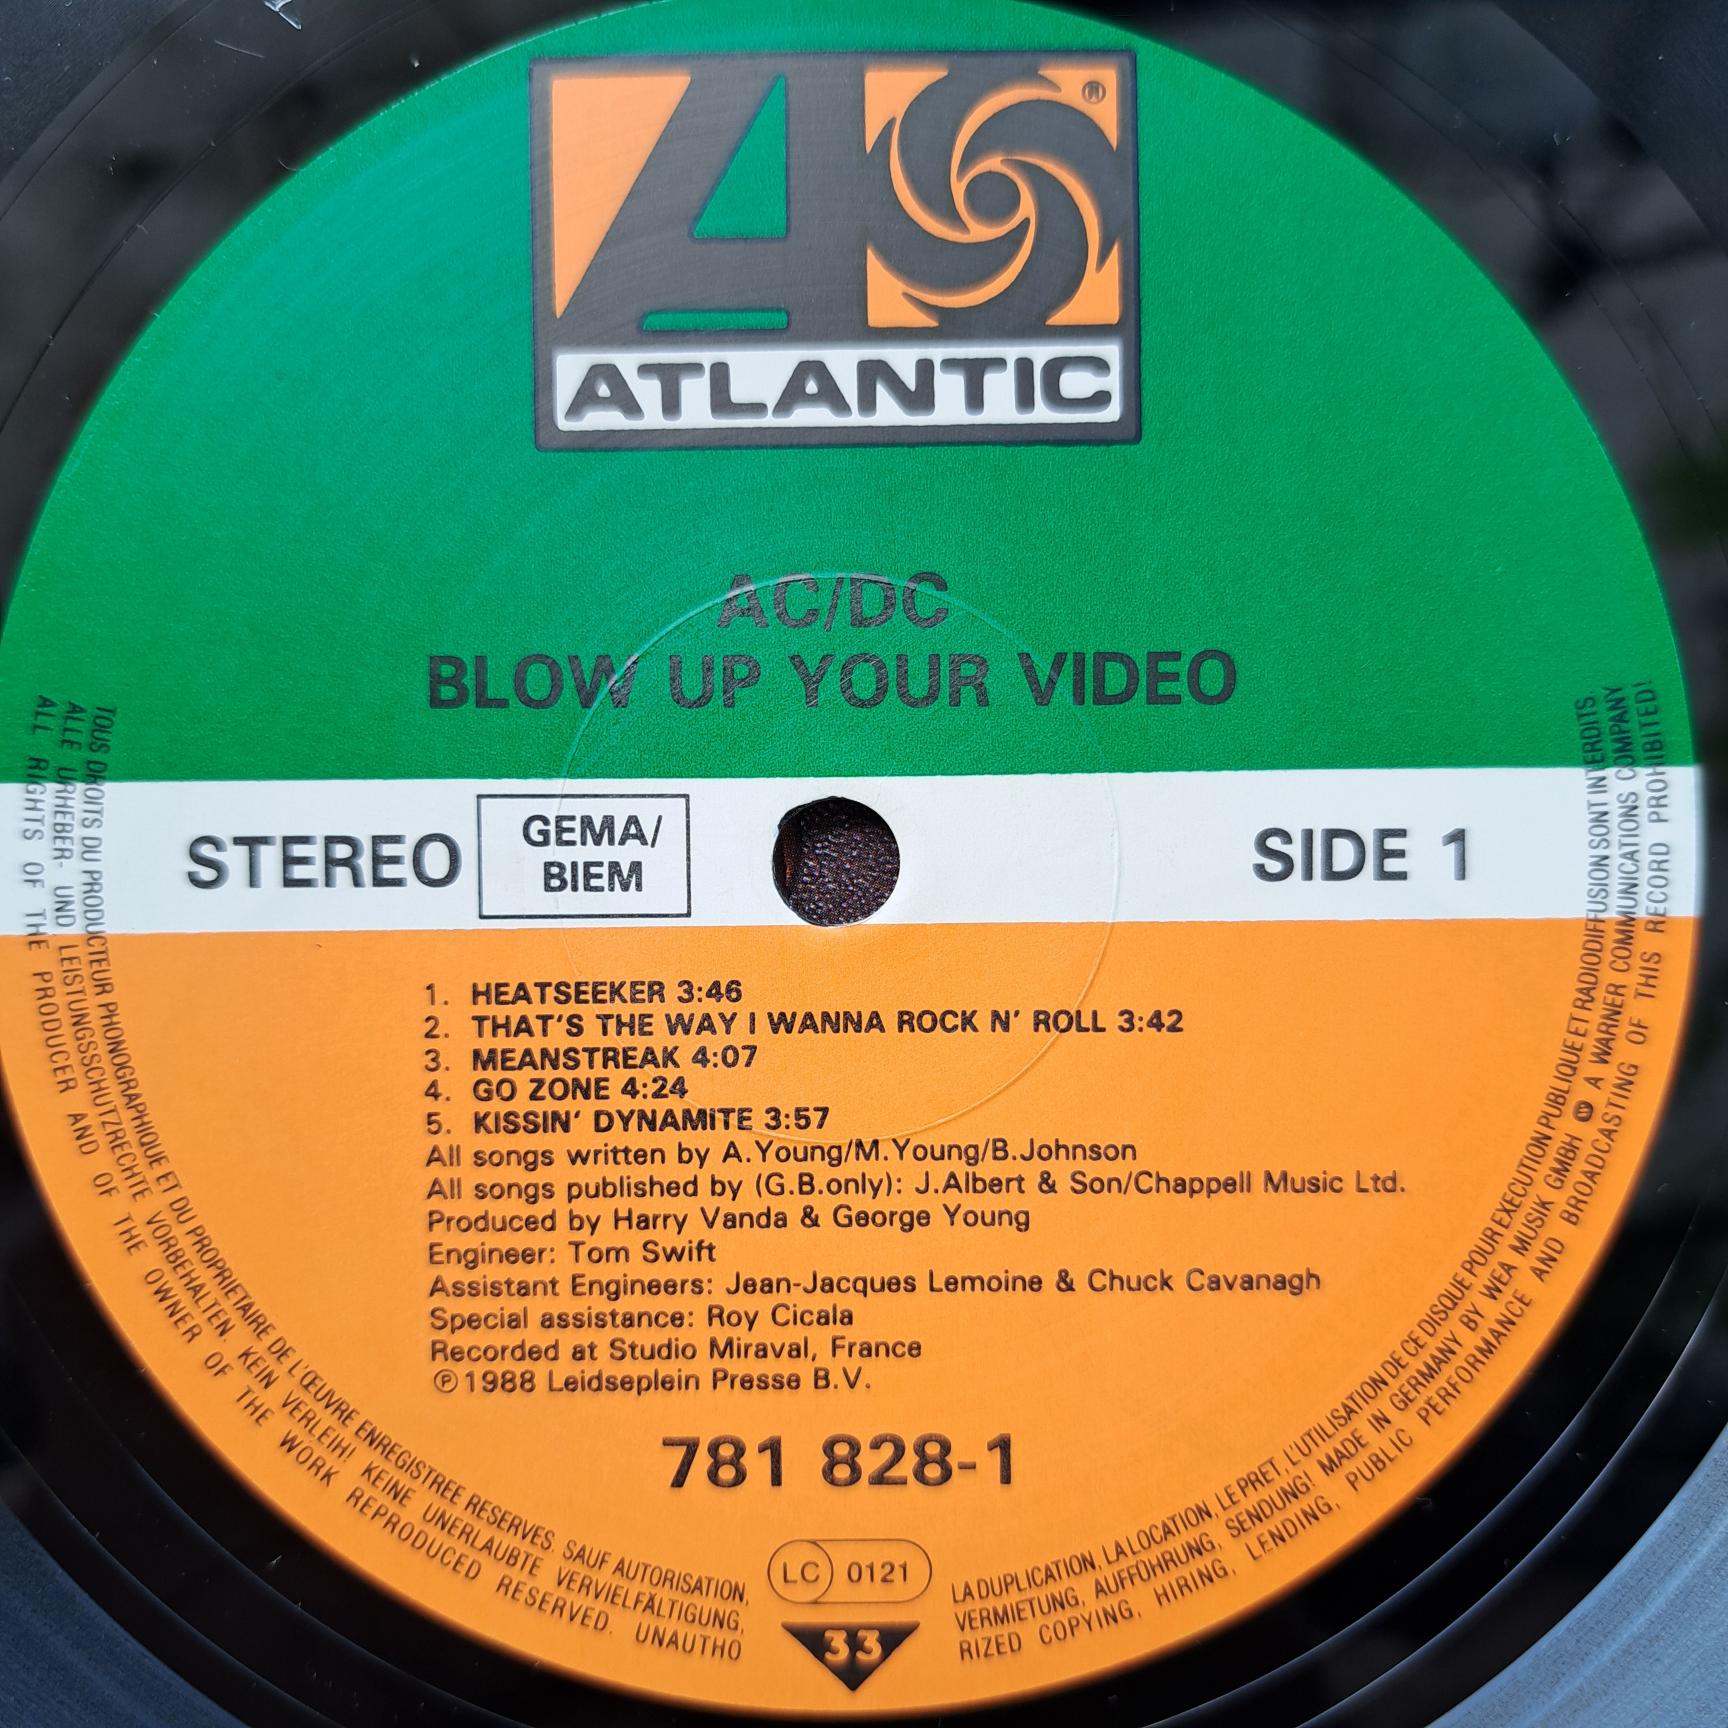 ATLANTIC
AC/DC
BLOW UP YOUR VIDEO
STEREO
GEMA/
BIEM
SIDE 1
1. HEATSEEKER 3:46
2. THAT'S THE WAY I WANNA ROCK N' ROLL 3:42
3. MEANSTREAK 4:07
4. GO ZONE 4:24
5. KISSIN' DYNAMITE 3:57
All songs written by A.Young/M.Young/B.Johnson
All songs published by (G.B.only): J.Albert & Son/Chappell Music Ltd.
Produced by Harry Vanda & George Young
Engineer: Tom Swift
Assistant Engineers: Jean-Jacques Lemoine & Chuck Cavanagh
Special assistance: Roy Cicala
Recorded at Studio Miraval, France
℗ 1988 Leidseplein Presse B.V.
781 828-1
LC 0121
33
TOUS DROITS DU PRODUCTEUR PHONOGRAPHIQUE ET DU PROPRIETAIRE DE L'ŒUVRE ENREGISTREE RESERVES. SAUF AUTORISATION, LA DUPLICATION, LA LOCATION, LE PRET, L'UTILISATION DE CE DISQUE POUR EXECUTION PUBLIQUE ET RADIODIFFUSION SONT INTERDITS
ALLE URHEBER- UND LEISTUNGSSCHUTZRECHTE VORBEHALTEN. KEIN VERLEIH! KEINE UNERLAUBTE VERVIELFÄLTIGUNG, VERMIETUNG, AUFFÜHRUNG, SENDUNG! MADE IN GERMANY BY WEA MUSIK GMBH A WARNER COMMUNICATIONS COMPANY
ALL RIGHTS OF THE PRODUCER AND OF THE OWNER OF THE WORK REPRODUCED RESERVED. UNAUTHORIZED COPYING, HIRING, LENDING, PUBLIC PERFORMANCE AND BROADCASTING OF THIS RECORD PROHIBITED!